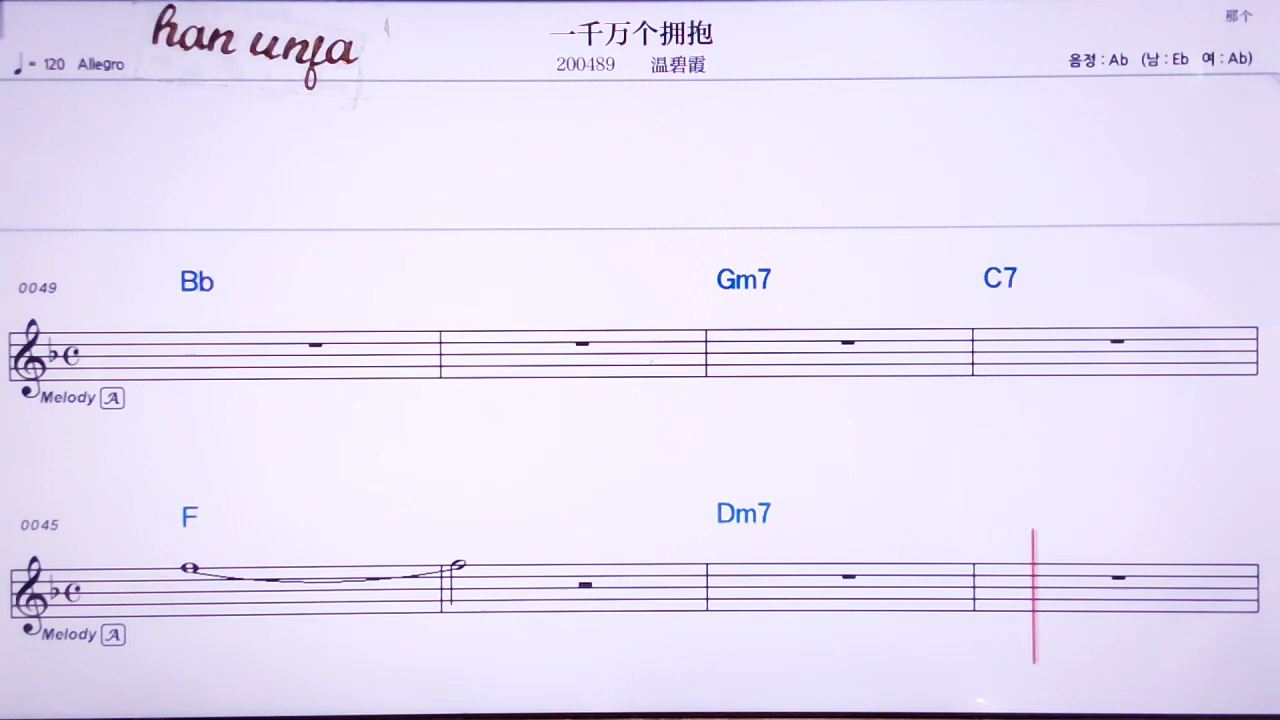 han unfa
一千万个拥抱
那个
♩= 120 Allegro
200489 温碧霞
음정 : Ab (남 : Eb 여 : Ab)
0049 Bb Gm7 C7
Melody A
0045 F Dm7
Melody A